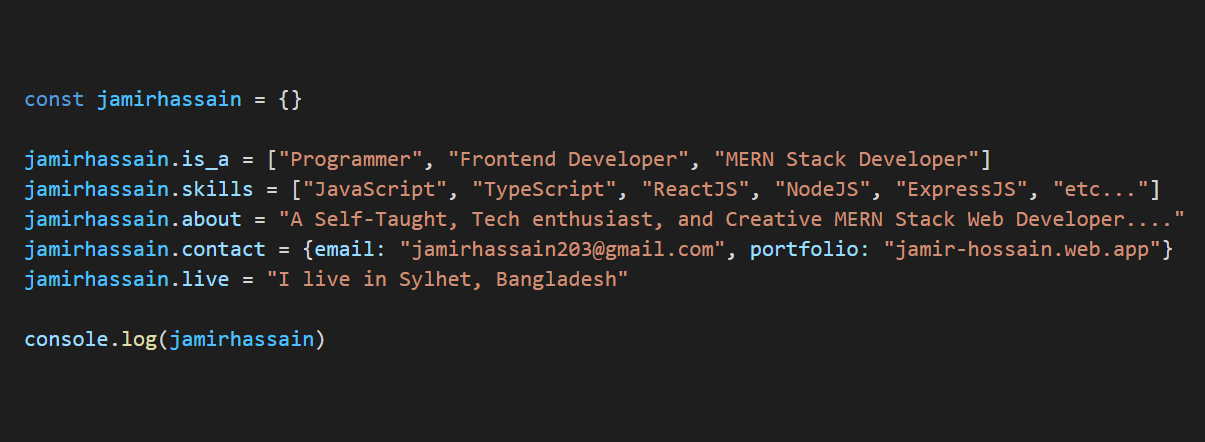 const jamirhassain = {}
jamirhassain.is_a = ["Programmer", "Frontend Developer", "MERN Stack Developer"]
jamirhassain.skills = ["JavaScript", "TypeScript", "ReactJS", "NodeJS", "ExpressJS", "etc..."]
jamirhassain.about = "A Self-Taught, Tech enthusiast, and Creative MERN Stack Web Developer...."
jamirhassain.contact = {email: "jamirhassain203@gmail.com", portfolio: "jamir-hossain.web.app"}
jamirhassain.live = "I live in Sylhet, Bangladesh"
console.log(jamirhassain)